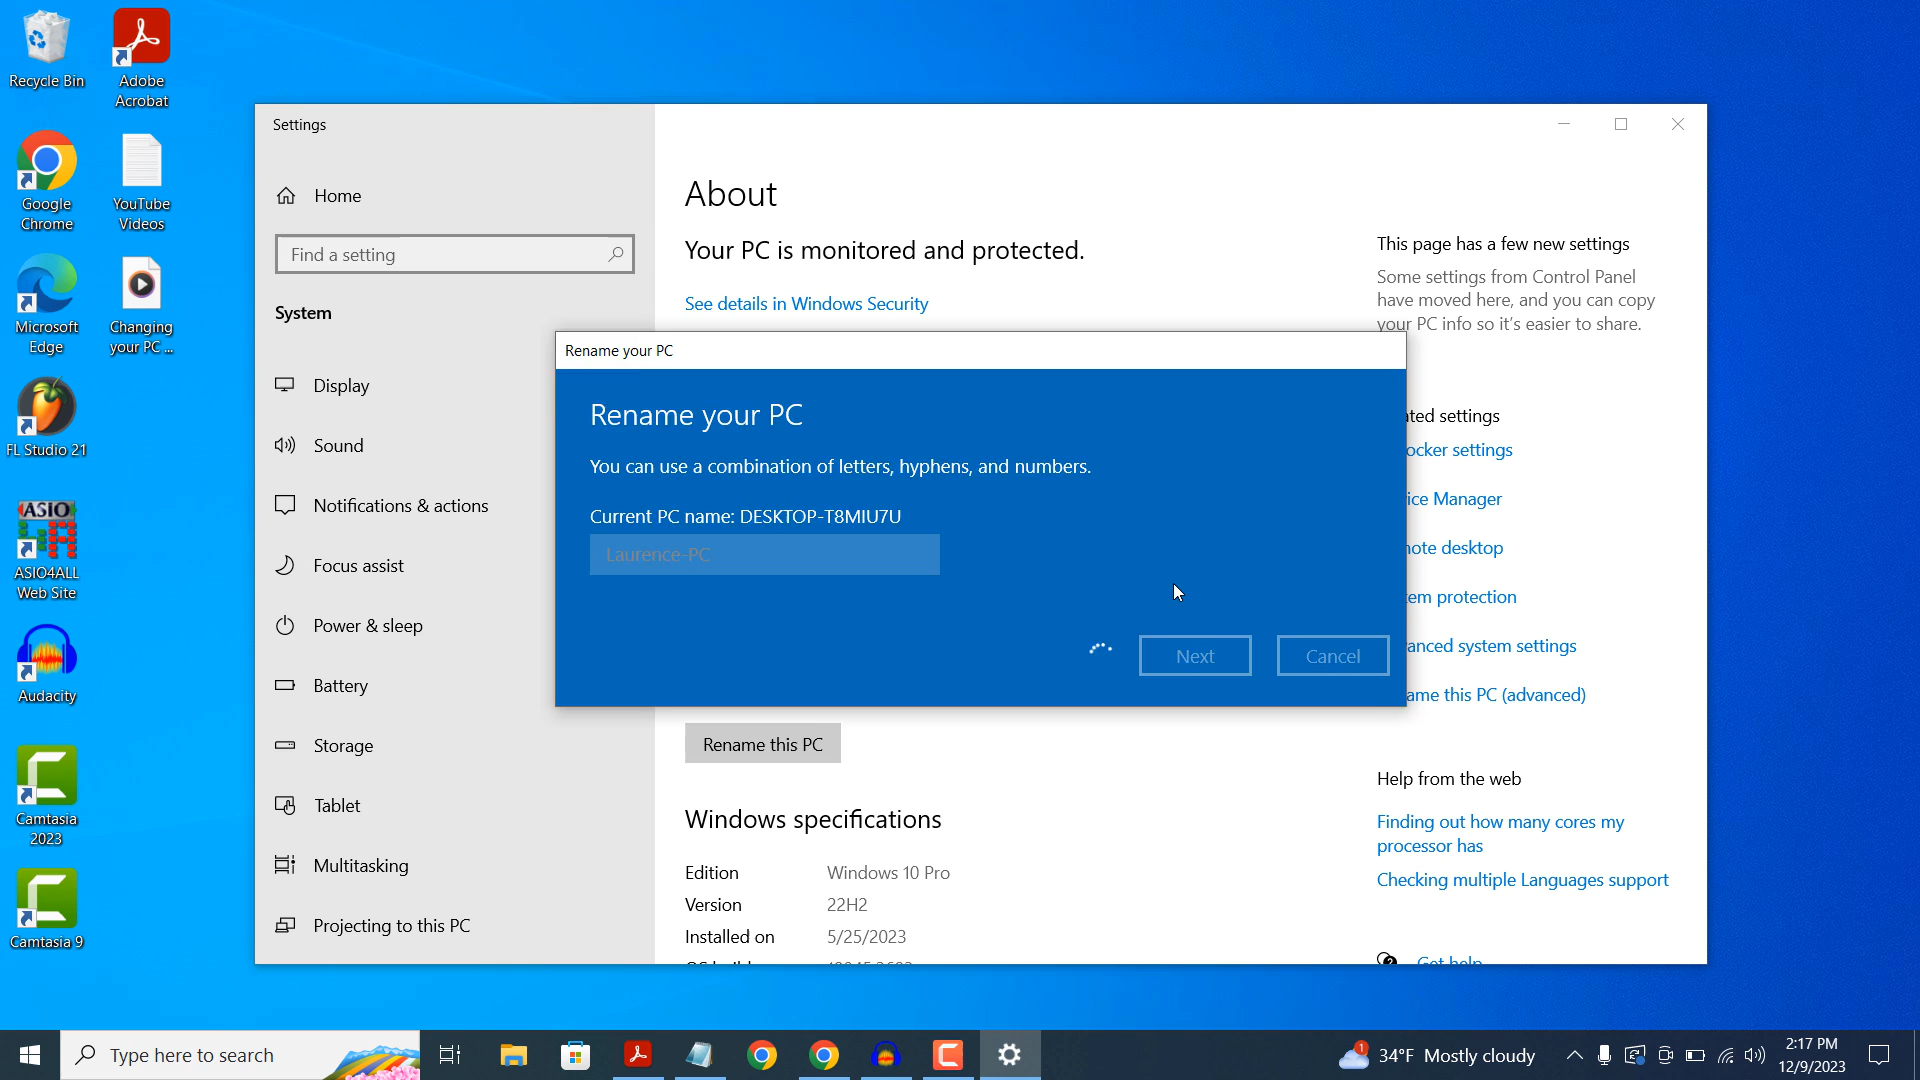 Recycle Bin
Adobe
Acrobat
Google
Chrome
YouTube
Videos
Microsoft
Edge
Changing
your PC ...
FL Studio 21
ASIO
ASIO4ALL
Web Site
Audacity
Camtasia
2023
Camtasia 9
Settings
Home
Find a setting
System
Display
Sound
Notifications & actions
Focus assist
Power & sleep
Battery
Storage
Tablet
Multitasking
Projecting to this PC
About
Your PC is monitored and protected.
See details in Windows Security
Rename your PC
Rename your PC
You can use a combination of letters, hyphens, and numbers.
Current PC name: DESKTOP-T8MIU7U
Laurence-PC
Next
Cancel
Rename this PC
Windows specifications
Edition Windows 10 Pro
Version 22H2
Installed on 5/25/2023
This page has a few new settings
Some settings from Control Panel
have moved here, and you can copy
your PC info so it's easier to share.
settings
settings
Manager
desktop
protection
system settings
this PC (advanced)
Help from the web
Finding out how many cores my
processor has
Checking multiple Languages support
Get help
Type here to search
1
34°F Mostly cloudy
2:17 PM
12/9/2023